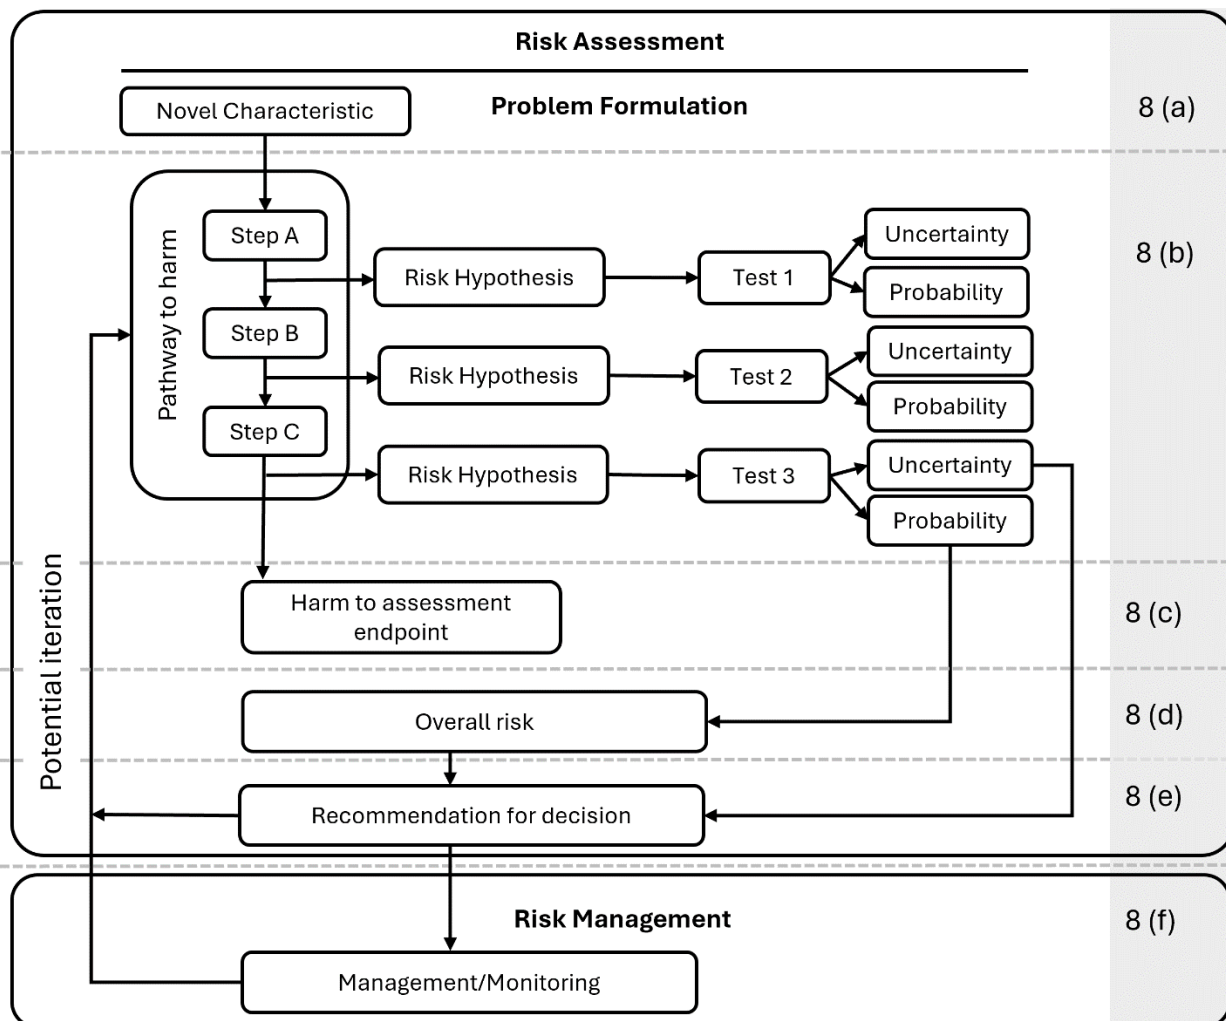 Risk Assessment
Novel Characteristic
Problem Formulation
8 (a)
Pathway to harm
Step A
Risk Hypothesis
Test 1
Uncertainty
Probability
8 (b)
Step B
Risk Hypothesis
Test 2
Uncertainty
Probability
Step C
Risk Hypothesis
Test 3
Uncertainty
Probability
Potential iteration
Harm to assessment
endpoint
8 (c)
Overall risk
8 (d)
Recommendation for decision
8 (e)
Risk Management
8 (f)
Management/Monitoring